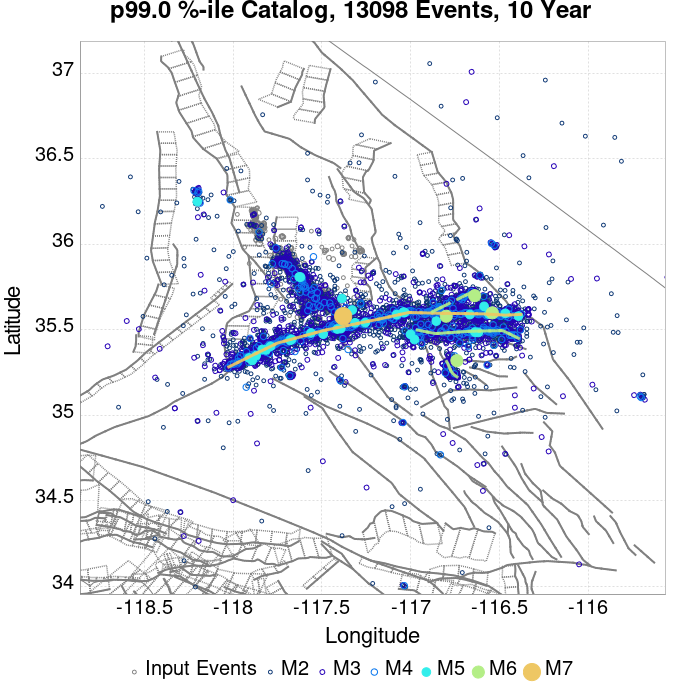 p99.0 %-ile Catalog, 13098 Events, 10 Year
37
36.5
36
35.5
35
34.5
34
Latitude
-118.5 -118 -117.5 -117 -116.5 -116
Longitude
Input Events M2 M3 M4 M5 M6 M7